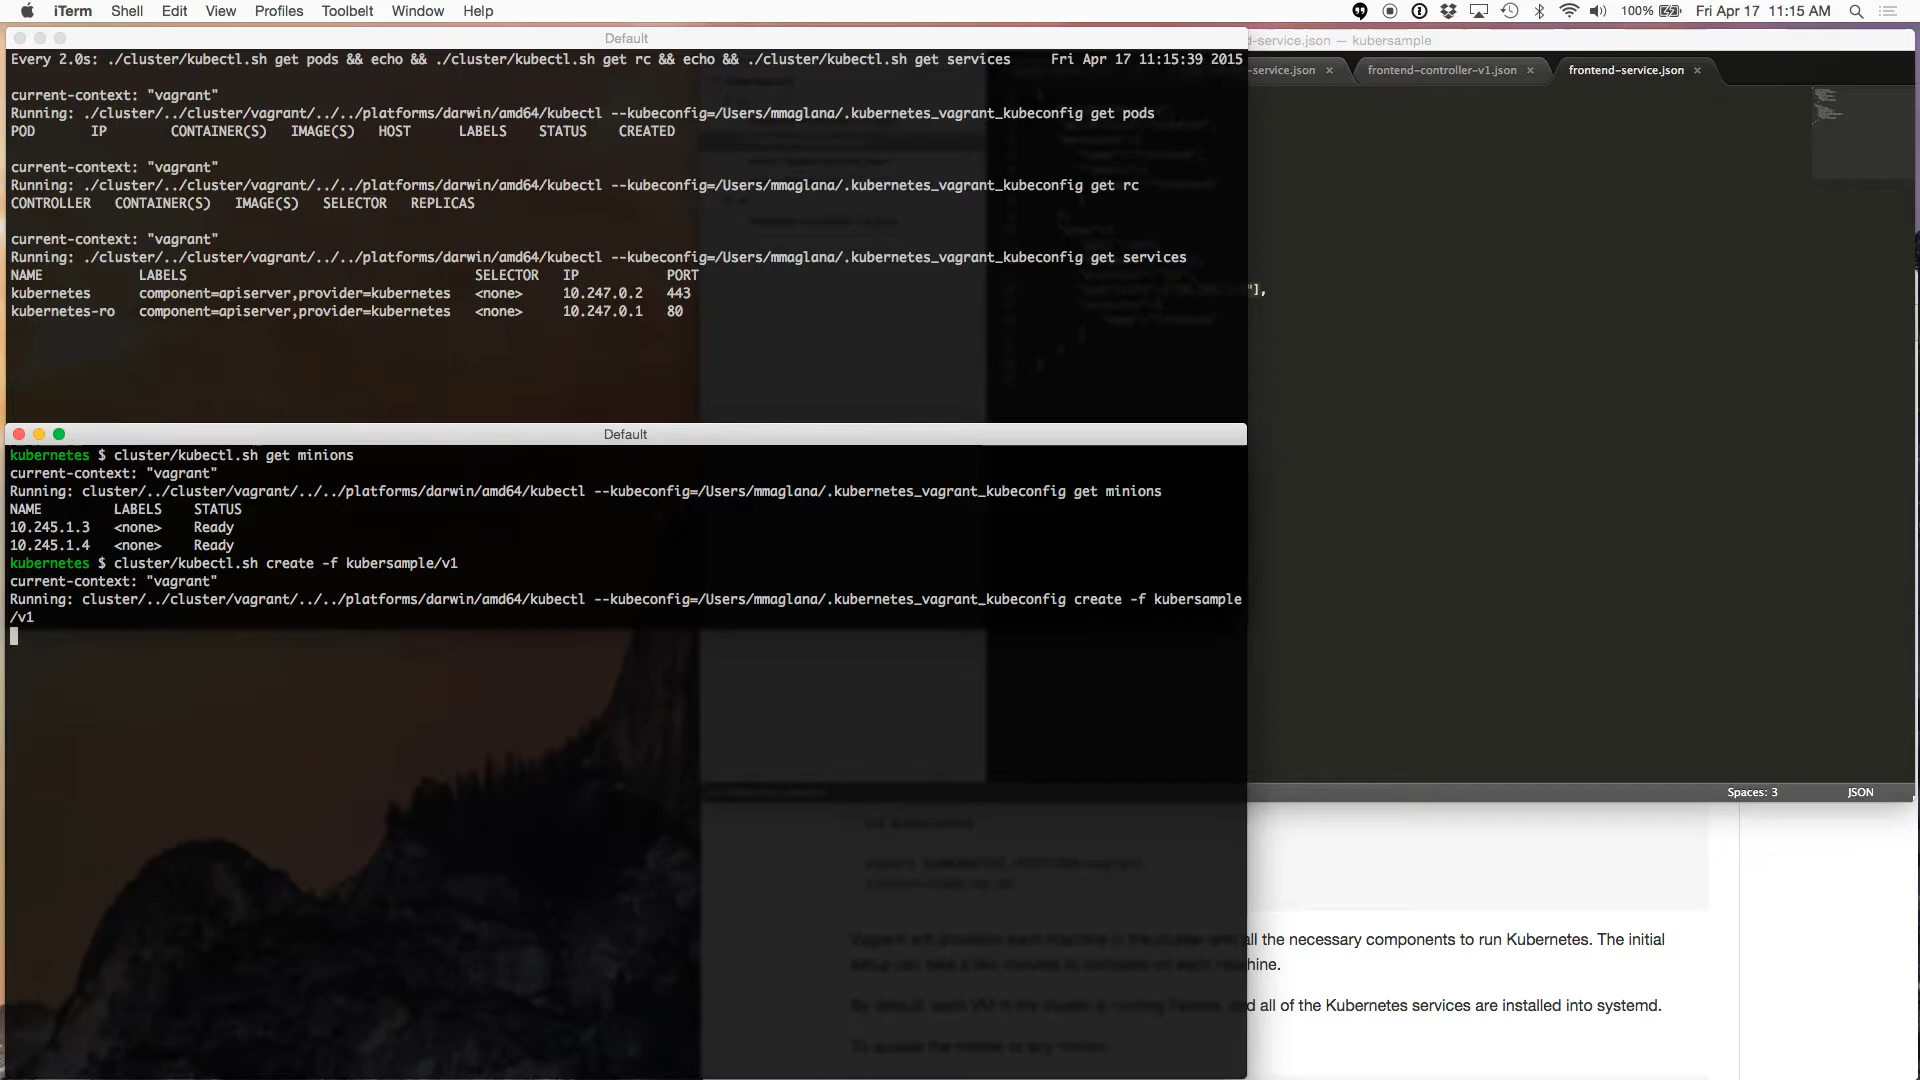 iTerm Shell Edit View Profiles Toolbelt Window Help 100% Fri Apr 17 11:15 AM
Default
d-service.json — kubersample
Every 2.0s: ./cluster/kubectl.sh get pods && echo && ./cluster/kubectl.sh get rc && echo && ./cluster/kubectl.sh get services Fri Apr 17 11:15:39 2015
-service.json × frontend-controller-v1.json × frontend-service.json ×
current-context: "vagrant"
Running: ./cluster/../cluster/vagrant/../../platforms/darwin/amd64/kubectl --kubeconfig=/Users/mmaglana/.kubernetes_vagrant_kubeconfig get pods
POD IP CONTAINER(S) IMAGE(S) HOST LABELS STATUS CREATED
current-context: "vagrant"
Running: ./cluster/../cluster/vagrant/../../platforms/darwin/amd64/kubectl --kubeconfig=/Users/mmaglana/.kubernetes_vagrant_kubeconfig get rc
CONTROLLER CONTAINER(S) IMAGE(S) SELECTOR REPLICAS
current-context: "vagrant"
Running: ./cluster/../cluster/vagrant/../../platforms/darwin/amd64/kubectl --kubeconfig=/Users/mmaglana/.kubernetes_vagrant_kubeconfig get services
NAME LABELS SELECTOR IP PORT
kubernetes component=apiserver,provider=kubernetes <none> 10.247.0.2 443
kubernetes-ro component=apiserver,provider=kubernetes <none> 10.247.0.1 80
"],
Default
kubernetes $ cluster/kubectl.sh get minions
current-context: "vagrant"
Running: cluster/../cluster/vagrant/../../platforms/darwin/amd64/kubectl --kubeconfig=/Users/mmaglana/.kubernetes_vagrant_kubeconfig get minions
NAME LABELS STATUS
10.245.1.3 <none> Ready
10.245.1.4 <none> Ready
kubernetes $ cluster/kubectl.sh create -f kubersample/v1
current-context: "vagrant"
Running: cluster/../cluster/vagrant/../../platforms/darwin/amd64/kubectl --kubeconfig=/Users/mmaglana/.kubernetes_vagrant_kubeconfig create -f kubersample
/v1
Spaces: 3 JSON
all the necessary components to run Kubernetes. The initial
hine.
d all of the Kubernetes services are installed into systemd.